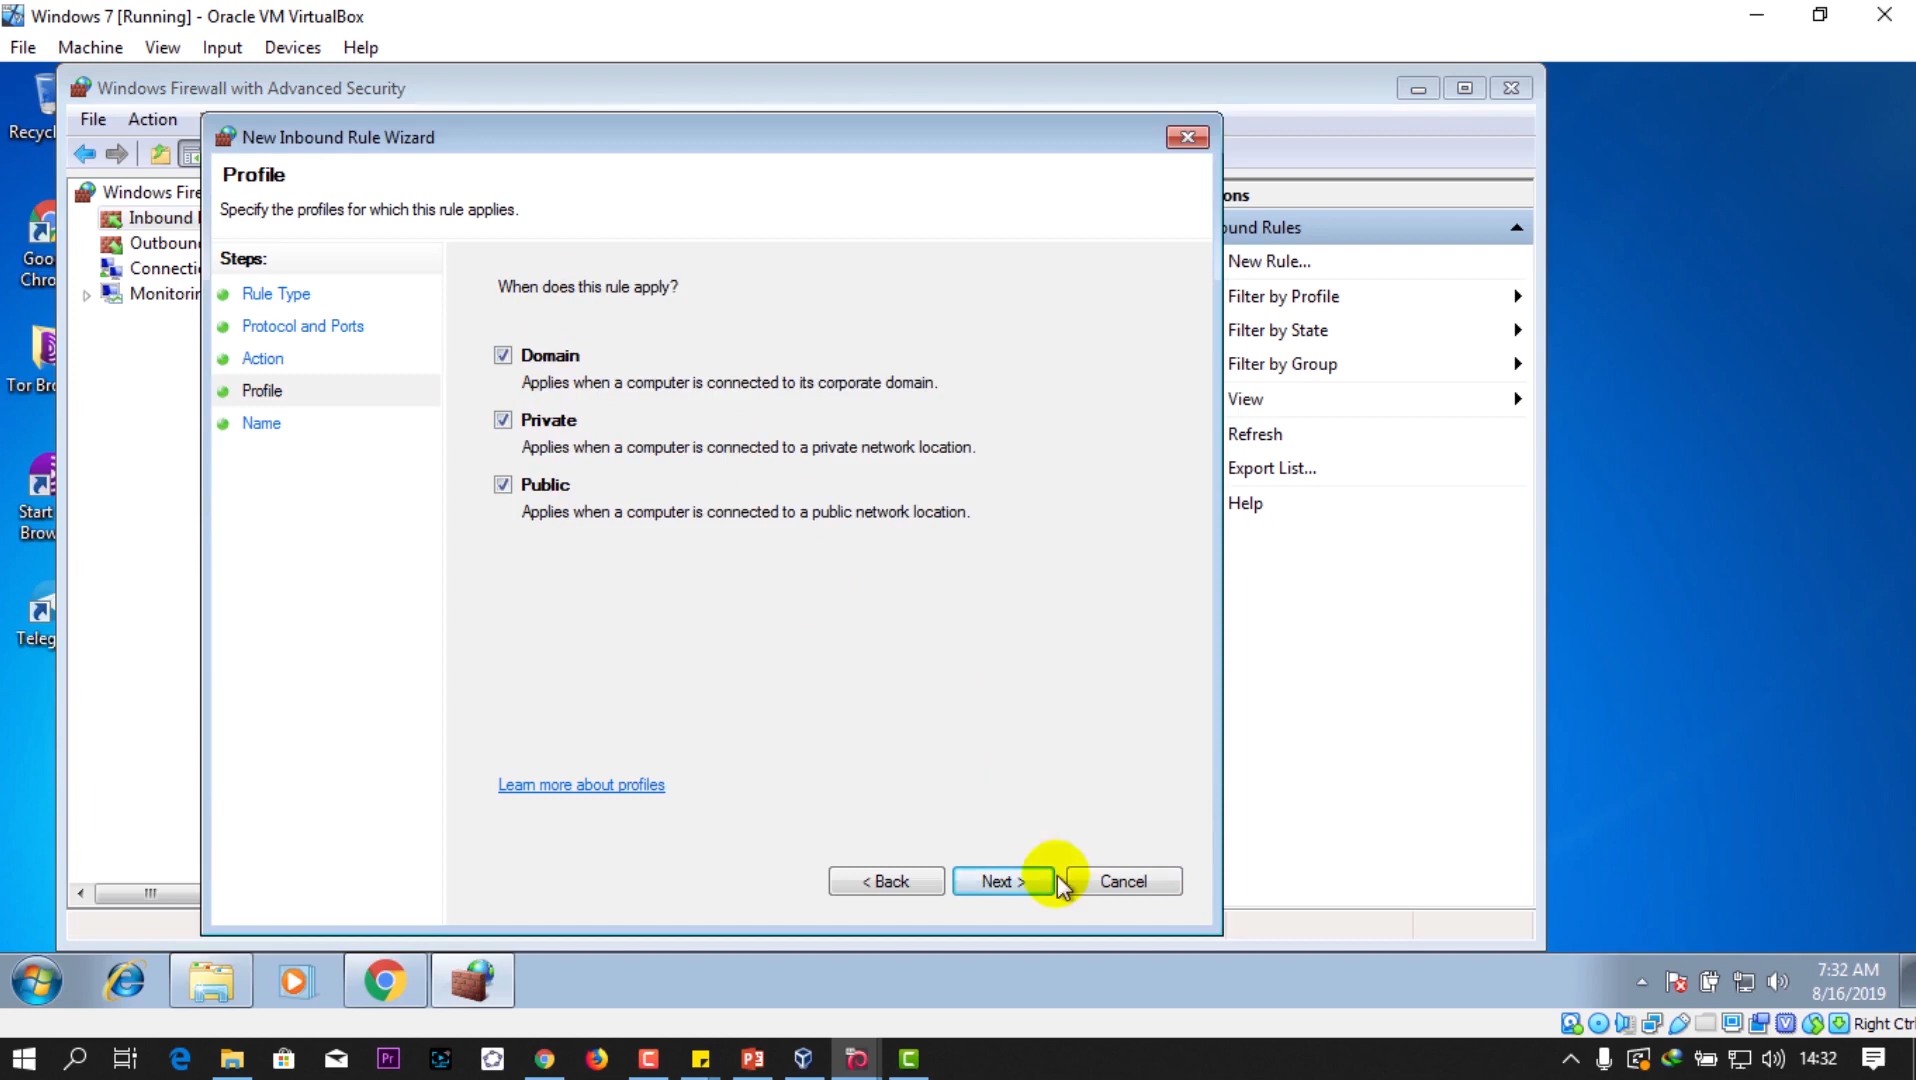 Windows 7 [Running] - Oracle VM VirtualBox
File Machine View Input Devices Help
Windows Firewall with Advanced Security
File Action
New Inbound Rule Wizard
Profile
Specify the profiles for which this rule applies.
Steps:
Rule Type
Protocol and Ports
Action
Profile
Name
When does this rule apply?
Domain
Applies when a computer is connected to its corporate domain.
Private
Applies when a computer is connected to a private network location.
Public
Applies when a computer is connected to a public network location.
Learn more about profiles
< Back Next > Cancel
Windows Fire
Inbound
Outboun
Connecti
Monitorin
ons
ound Rules
New Rule...
Filter by Profile
Filter by State
Filter by Group
View
Refresh
Export List...
Help
Recycl
Goo
Chro
Tor Bro
Start
Brow
Teleg
7:32 AM
8/16/2019
Right Ctrl
Pr
14:32